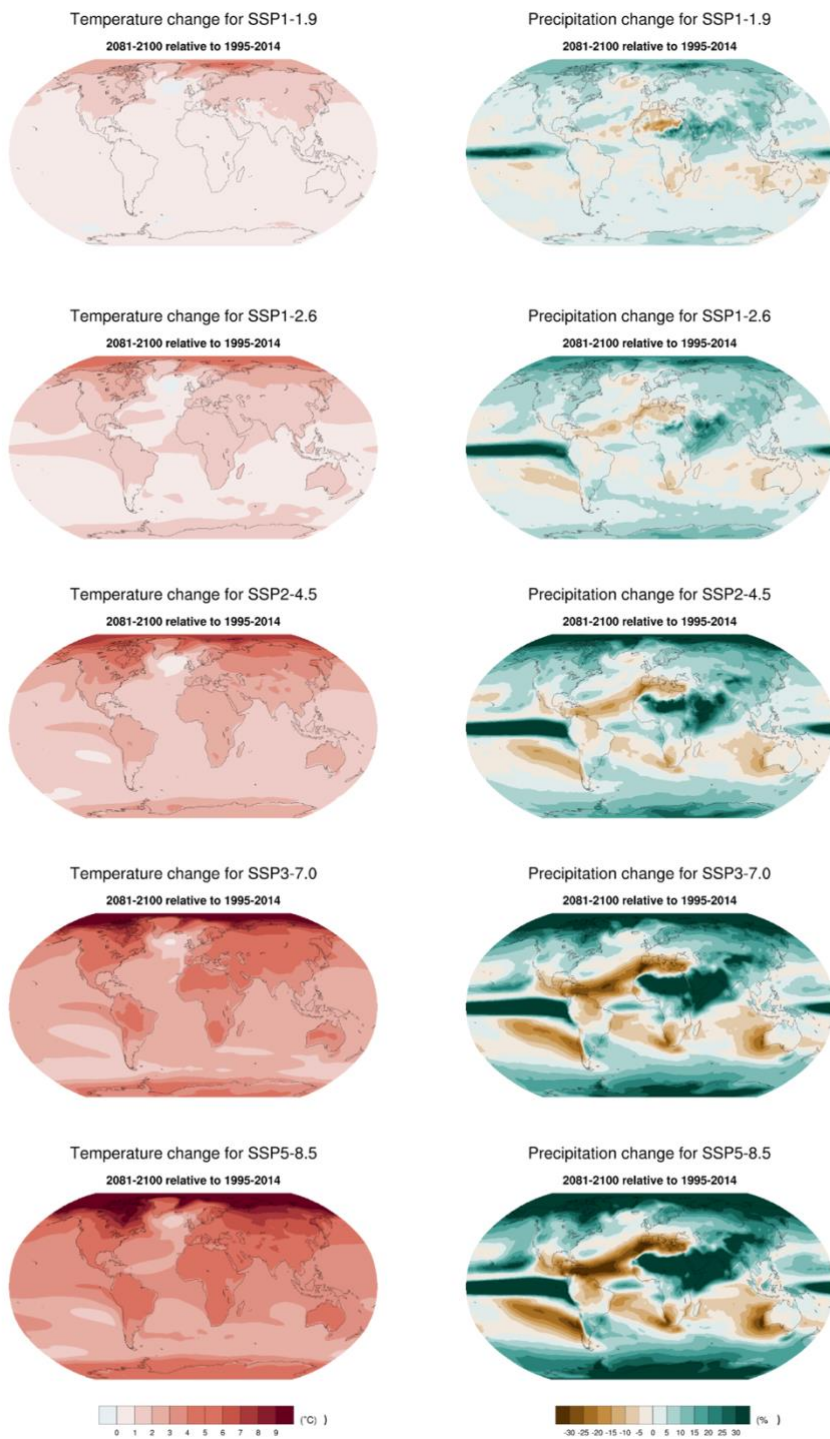 Temperature change for SSP1-1.9
2081-2100 relative to 1995-2014
Precipitation change for SSP1-1.9
2081-2100 relative to 1995-2014
Temperature change for SSP1-2.6
2081-2100 relative to 1995-2014
Precipitation change for SSP1-2.6
2081-2100 relative to 1995-2014
Temperature change for SSP2-4.5
2081-2100 relative to 1995-2014
Precipitation change for SSP2-4.5
2081-2100 relative to 1995-2014
Temperature change for SSP3-7.0
2081-2100 relative to 1995-2014
Precipitation change for SSP3-7.0
2081-2100 relative to 1995-2014
Temperature change for SSP5-8.5
2081-2100 relative to 1995-2014
Precipitation change for SSP5-8.5
2081-2100 relative to 1995-2014
(°C) )
0 1 2 3 4 5 6 7 8 9
(% )
-30 -25 -20 -15 -10 -5 0 5 10 15 20 25 30